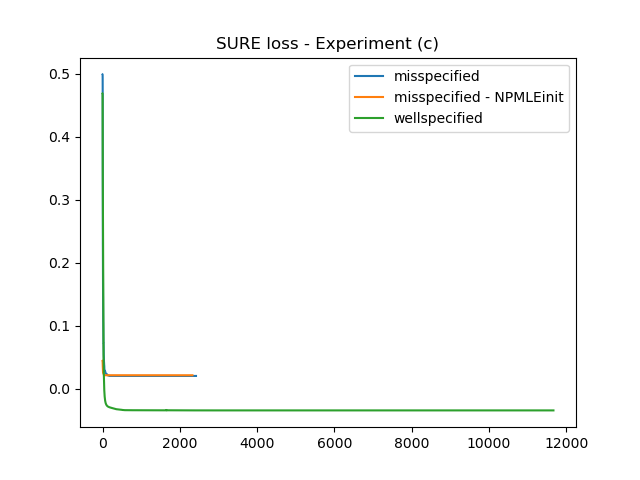 SURE loss - Experiment (c)
misspecified
misspecified - NPMLEinit
wellspecified
0.5
0.4
0.3
0.2
0.1
0.0
0 2000 4000 6000 8000 10000 12000